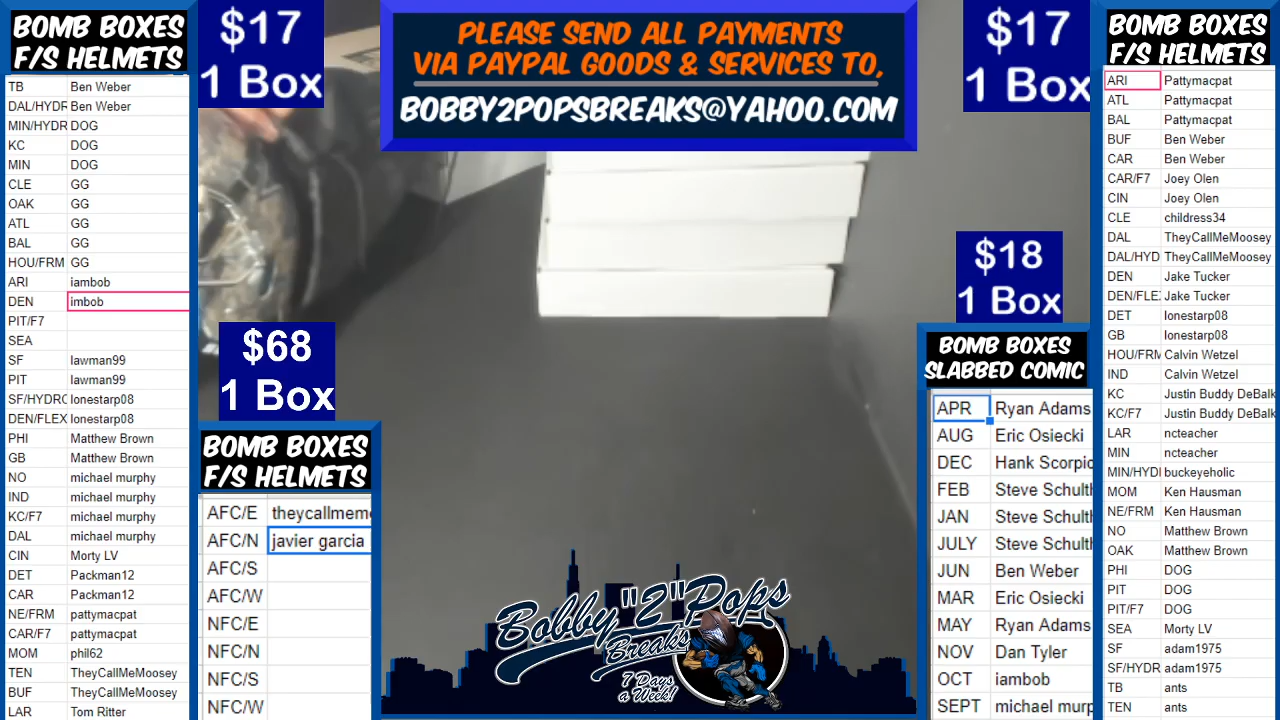 BOMB BOXES
F/S HELMETS
TB Ben Weber
DAL/HYDR Ben Weber
MIN/HYDR DOG
KC DOG
MIN DOG
CLE GG
OAK GG
ATL GG
BAL GG
HOU/FRM GG
ARI iambob
DEN imbob
PIT/F7
SEA
SF lawman99
PIT lawman99
SF/HYDRO lonestarp08
DEN/FLEX lonestarp08
PHI Matthew Brown
GB Matthew Brown
NO michael murphy
IND michael murphy
KC/F7 michael murphy
DAL michael murphy
CIN Morty LV
DET Packman12
CAR Packman12
NE/FRM pattymacpat
CAR/F7 pattymacpat
MOM phil62
TEN TheyCallMeMoosey
BUF TheyCallMeMoosey
LAR Tom Ritter
$17
1 Box
$68
1 Box
BOMB BOXES
F/S HELMETS
AFC/E theycallmem
AFC/N javier garcia
AFC/S
AFC/W
NFC/E
NFC/N
NFC/S
NFC/W
PLEASE SEND ALL PAYMENTS
VIA PAYPAL GOODS & SERVICES TO,
BOBBY2POPSBREAKS@YAHOO.COM
Bobby "2" Pops
Breaks
7 Days
a Week!
$17
1 Box
$18
1 Box
BOMB BOXES
SLABBED COMIC
APR Ryan Adams
AUG Eric Osiecki
DEC Hank Scorpio
FEB Steve Schulth
JAN Steve Schulth
JULY Steve Schulth
JUN Ben Weber
MAR Eric Osiecki
MAY Ryan Adams
NOV Dan Tyler
OCT iambob
SEPT michael murp
BOMB BOXES
F/S HELMETS
ARI Pattymacpat
ATL Pattymacpat
BAL Pattymacpat
BUF Ben Weber
CAR Ben Weber
CAR/F7 Joey Olen
CIN Joey Olen
CLE childress34
DAL TheyCallMeMoosey
DAL/HYD TheyCallMeMoosey
DEN Jake Tucker
DEN/FLE Jake Tucker
DET lonestarp08
GB lonestarp08
HOU/FRM Calvin Wetzel
IND Calvin Wetzel
KC Justin Buddy DeBalk
KC/F7 Justin Buddy DeBalk
LAR ncteacher
MIN ncteacher
MIN/HYDI buckeyeholic
MOM Ken Hausman
NE/FRM Ken Hausman
NO Matthew Brown
OAK Matthew Brown
PHI DOG
PIT DOG
PIT/F7 DOG
SEA Morty LV
SF adam1975
SF/HYDR adam1975
TB ants
TEN ants